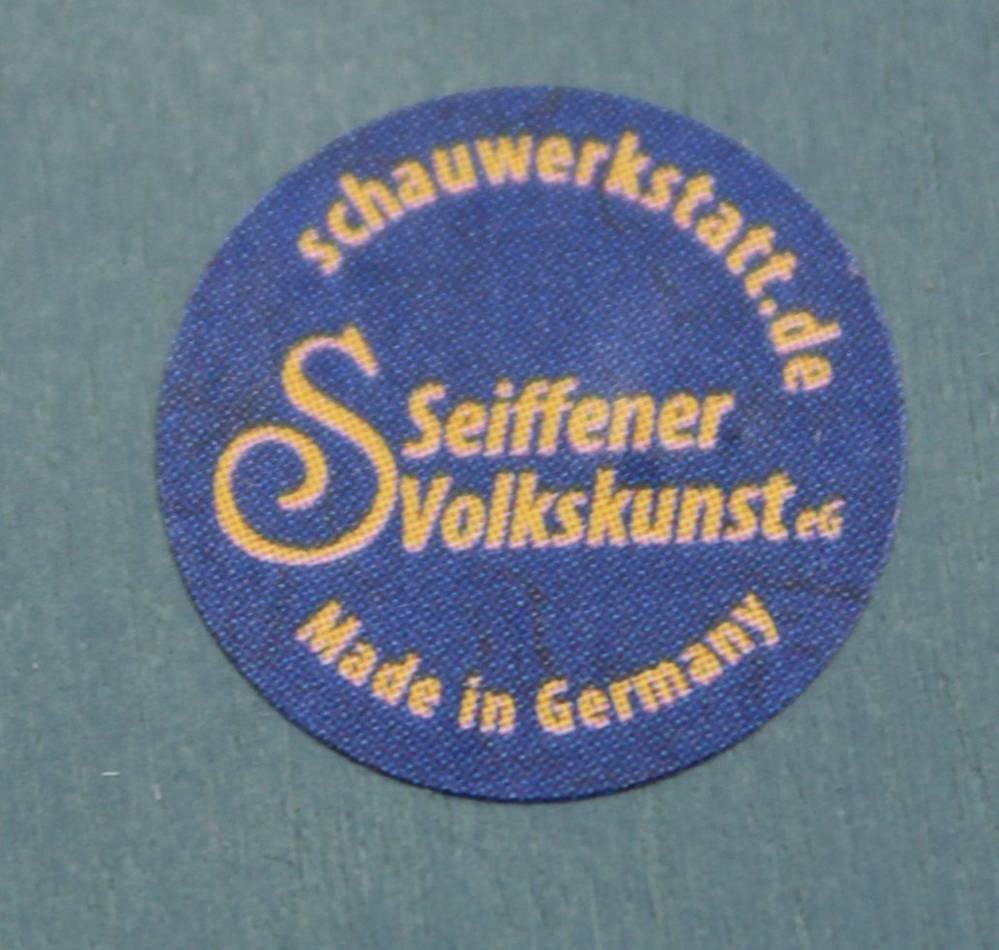 schauwerkstatt.de
S
Seiffener
Volkskunst eG
Made in Germany